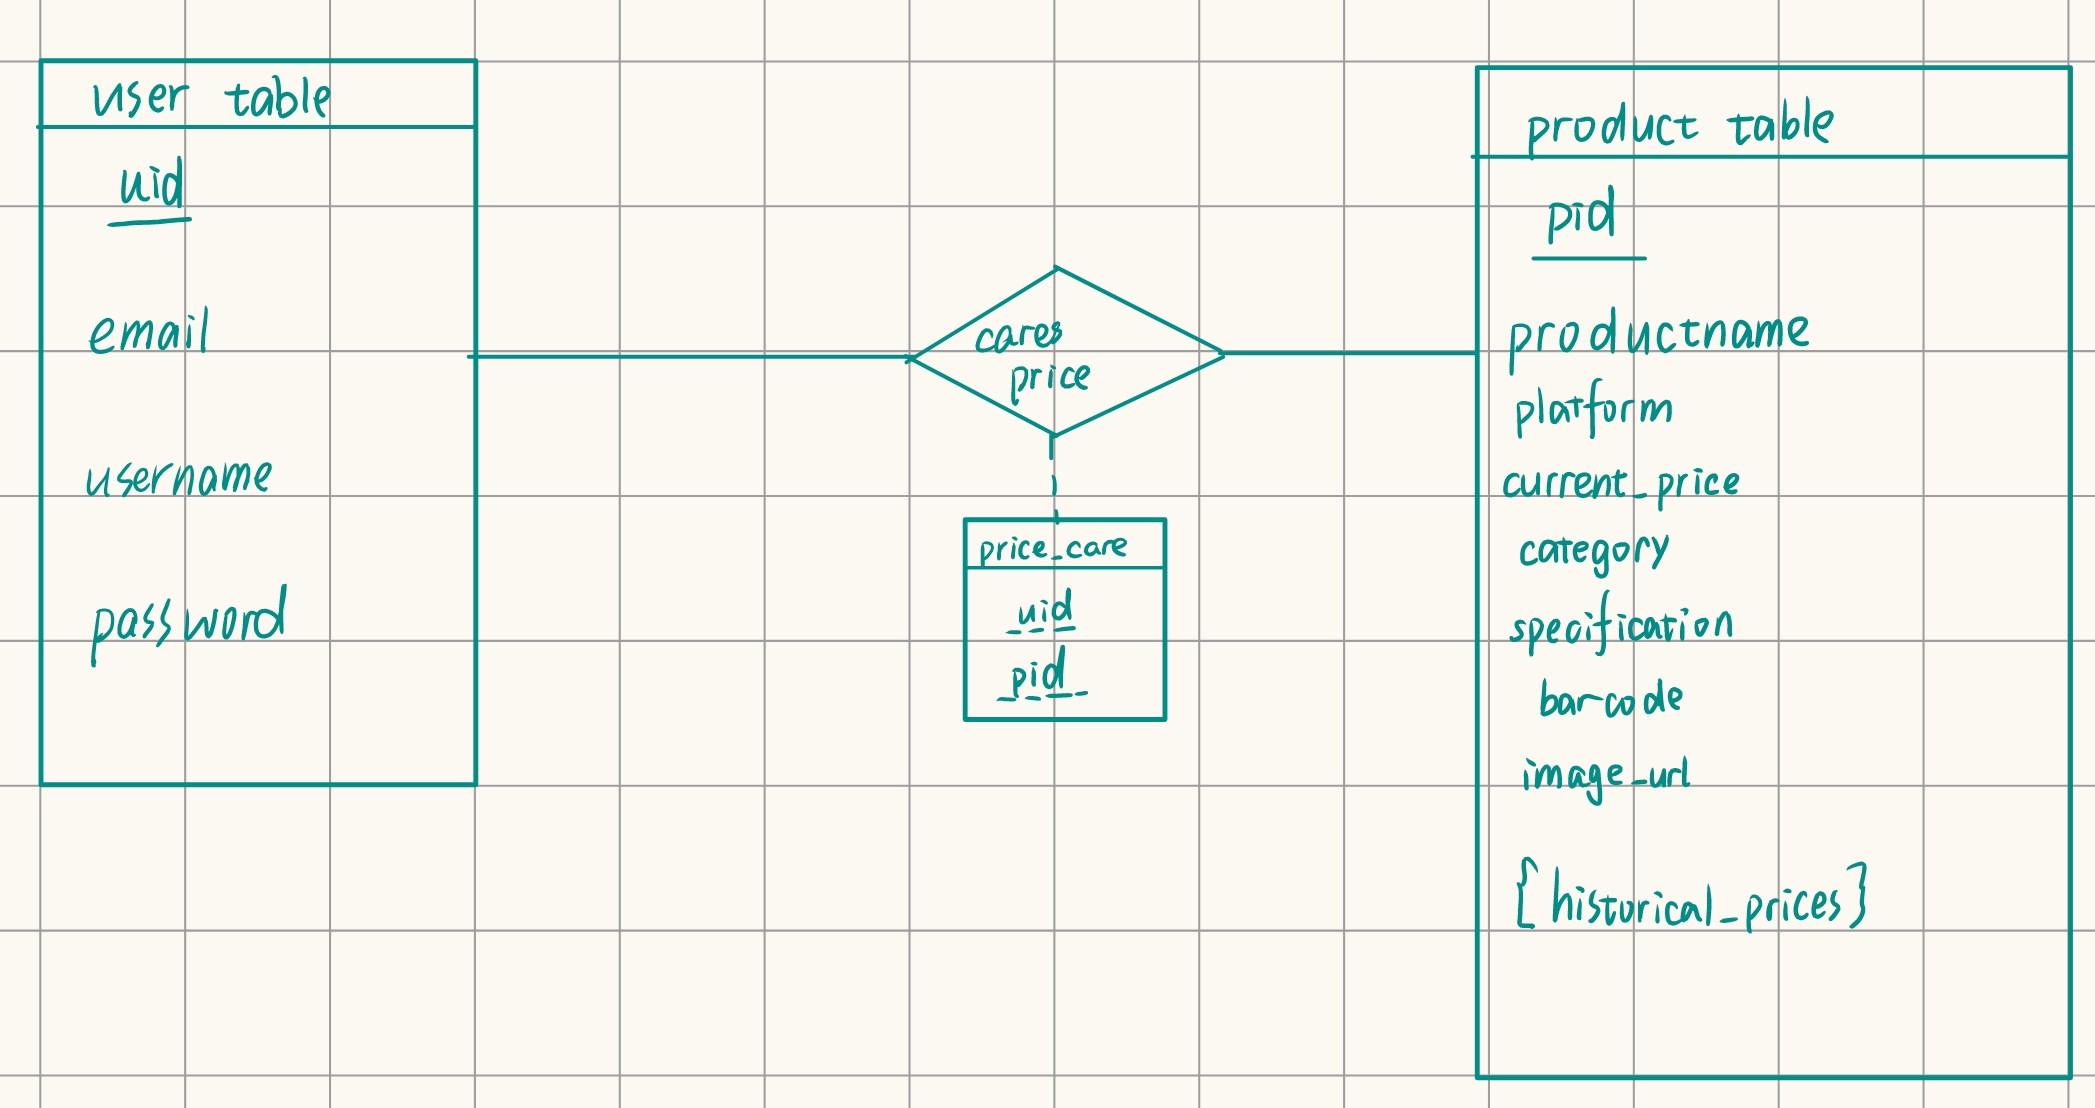 user table
uid
email
username
password
cares
price
price_care
uid
pid
product table
pid
productname
platform
current_price
category
specification
barcode
image_url
{historical_prices}